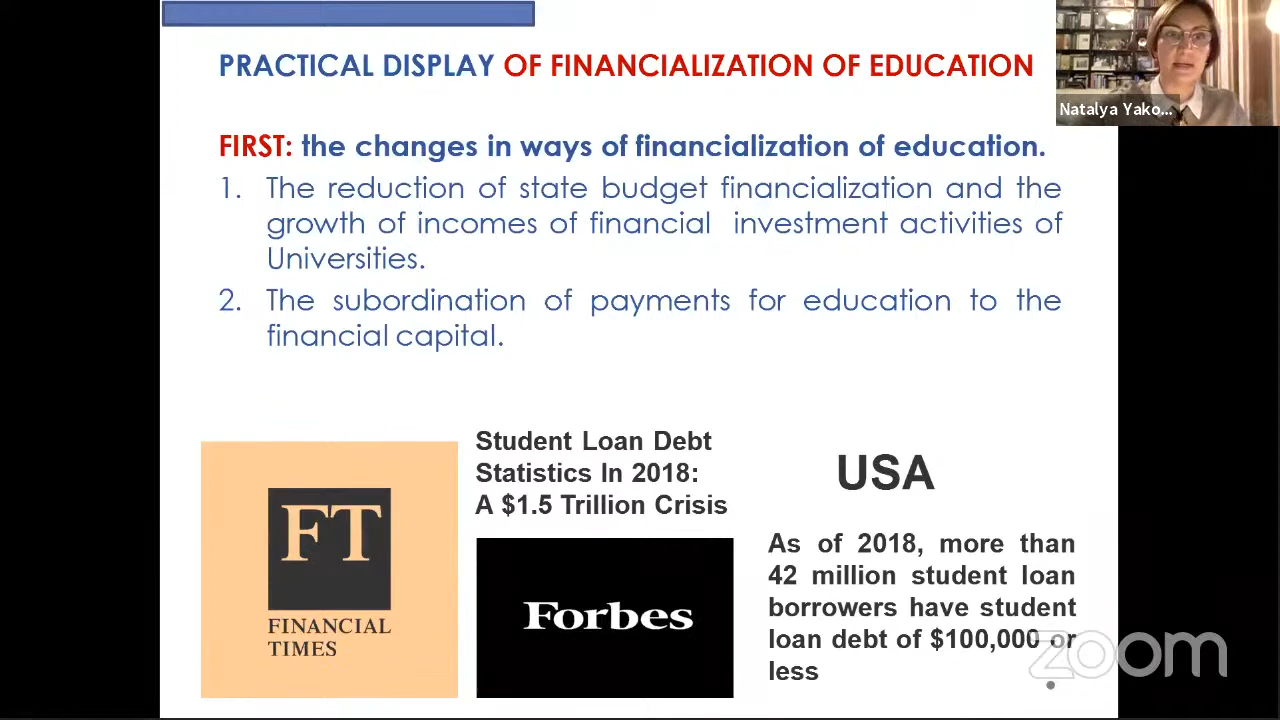 PRACTICAL DISPLAY OF FINANCIALIZATION OF EDUCATION
Natalya Yako...
FIRST: the changes in ways of financialization of education.
1. The reduction of state budget financialization and the
growth of incomes of financial investment activities of
Universities.
2. The subordination of payments for education to the
financial capital.
FT
FINANCIAL
TIMES
Student Loan Debt
Statistics In 2018:
A $1.5 Trillion Crisis
Forbes
USA
As of 2018, more than
42 million student loan
borrowers have student
loan debt of $100,000 or
less
zoom